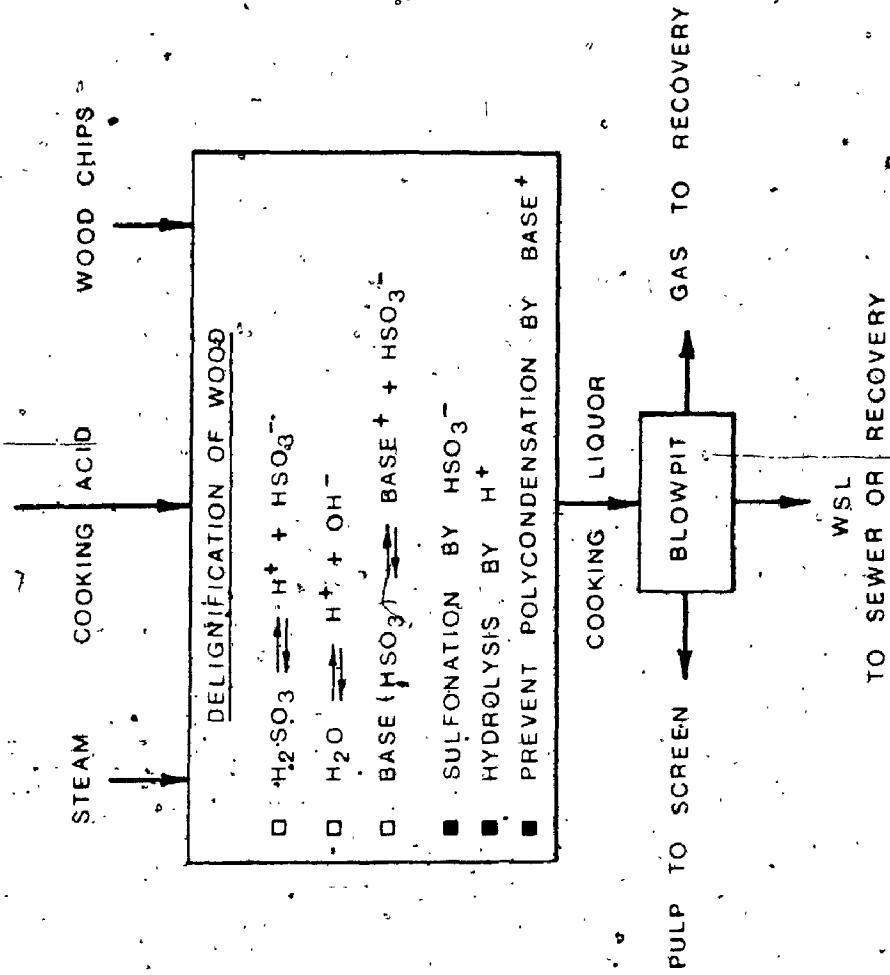 STEAM
COOKING ACID
WOOD CHIPS
DELIGNIFICATION OF WOOD
□ H₂SO₃ ⇌ H⁺ + HSO₃⁻
□ H₂O ⇌ H⁺ + OH⁻
□ BASE (HSO₃) ⇌ BASE⁺ + HSO₃⁻
■ SULFONATION BY HSO₃⁻
■ HYDROLYSIS BY H⁺
■ PREVENT POLYCONDENSATION BY BASE⁺
COOKING LIQUOR
PULP TO SCREEN
BLOWPIT
GAS TO RECOVERY
WSL
TO SEWER OR RECOVERY